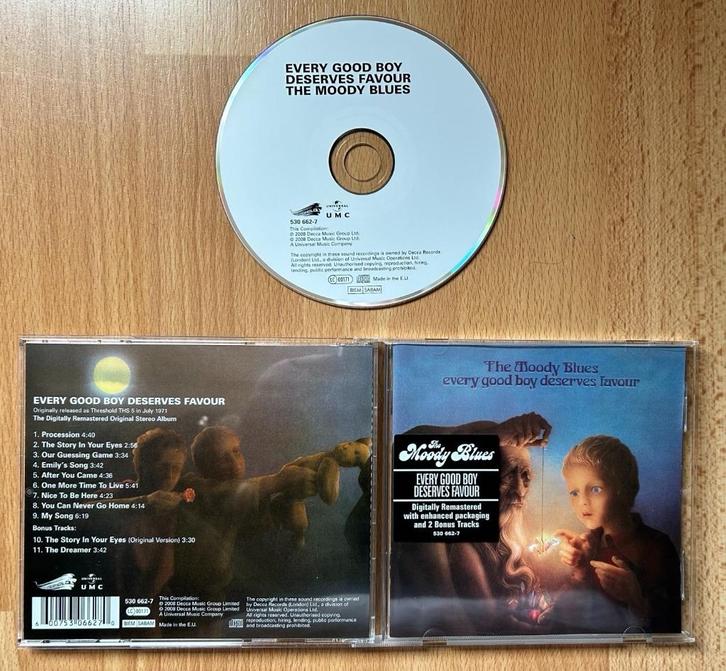 EVERY GOOD BOY
DESERVES FAVOUR
THE MOODY BLUES
UNIVERSAL
UMC
530 662-7
This Compilation:
℗ 2008 Decca Music Group Ltd.
© 2008 Decca Music Group Ltd.
A Universal Music Company
The copyright in these sound recordings is owned by Decca Records
(London) Ltd., a division of Universal Music Operations Ltd.
All rights reserved. Unauthorised copying, reproduction, hiring,
lending, public performance and broadcasting prohibited.
LC 00171
Made in the E.U.
BIEM SABAM
EVERY GOOD BOY DESERVES FAVOUR
Originally released as Threshold THS 5 in July 1971
The Digitally Remastered Original Stereo Album
1. Procession 4:40
2. The Story In Your Eyes 2:56
3. Our Guessing Game 3:34
4. Emily's Song 3:42
5. After You Came 4:36
6. One More Time to Live 5:41
7. Nice To Be Here 4:23
8. You Can Never Go Home 4:14
9. My Song 6:19
Bonus Tracks:
10. The Story In Your Eyes (Original Version) 3:30
11. The Dreamer 3:42
UMC
6 00753 06627 0
530 662-7
LC 00171
BIEM SABAM
This Compilation:
℗ 2008 Decca Music Group Limited
© 2008 Decca Music Group Limited
A Universal Music Company
Made in the E.U.
The copyright in these sound recordings is owned
by Decca Records (London) Ltd., a division of
Universal Music Operations Ltd.
All rights reserved. Unauthorised copying,
reproduction, hiring, lending, public performance
and broadcasting prohibited.
The Moody Blues
every good boy deserves favour
The
Moody Blues
EVERY GOOD BOY
DESERVES FAVOUR
Digitally Remastered
with enhanced packaging
and 2 Bonus Tracks
530 662-7